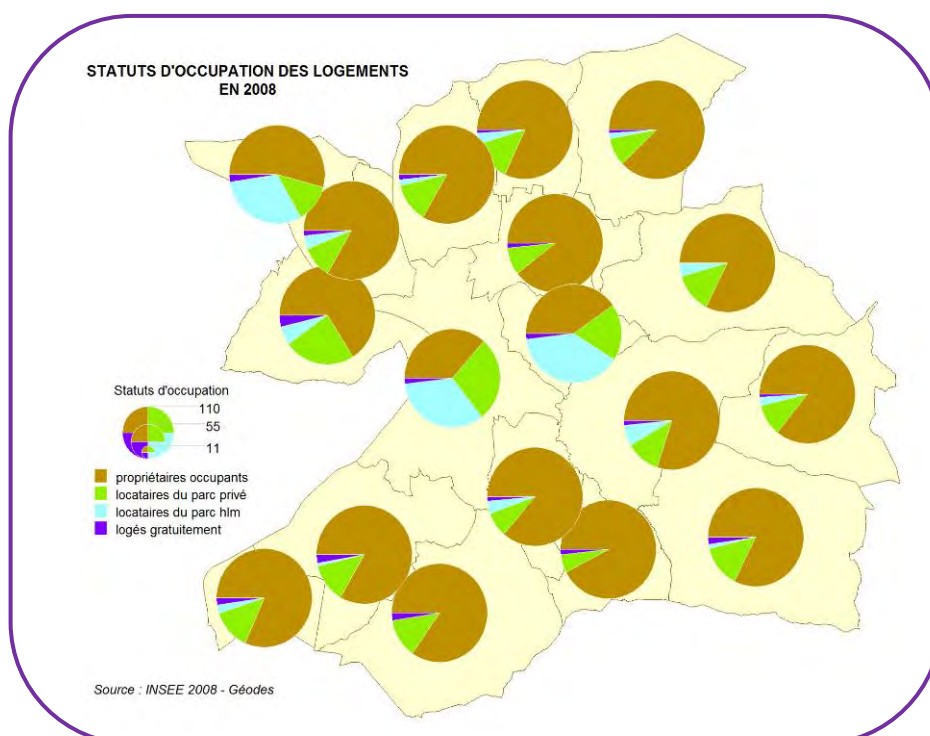 STATUTS D'OCCUPATION DES LOGEMENTS
EN 2008
Statuts d'occupation
110
55
11
propriétaires occupants
locataires du parc privé
locataires du parc hlm
logés gratuitement
Source : INSEE 2008 - Géodes